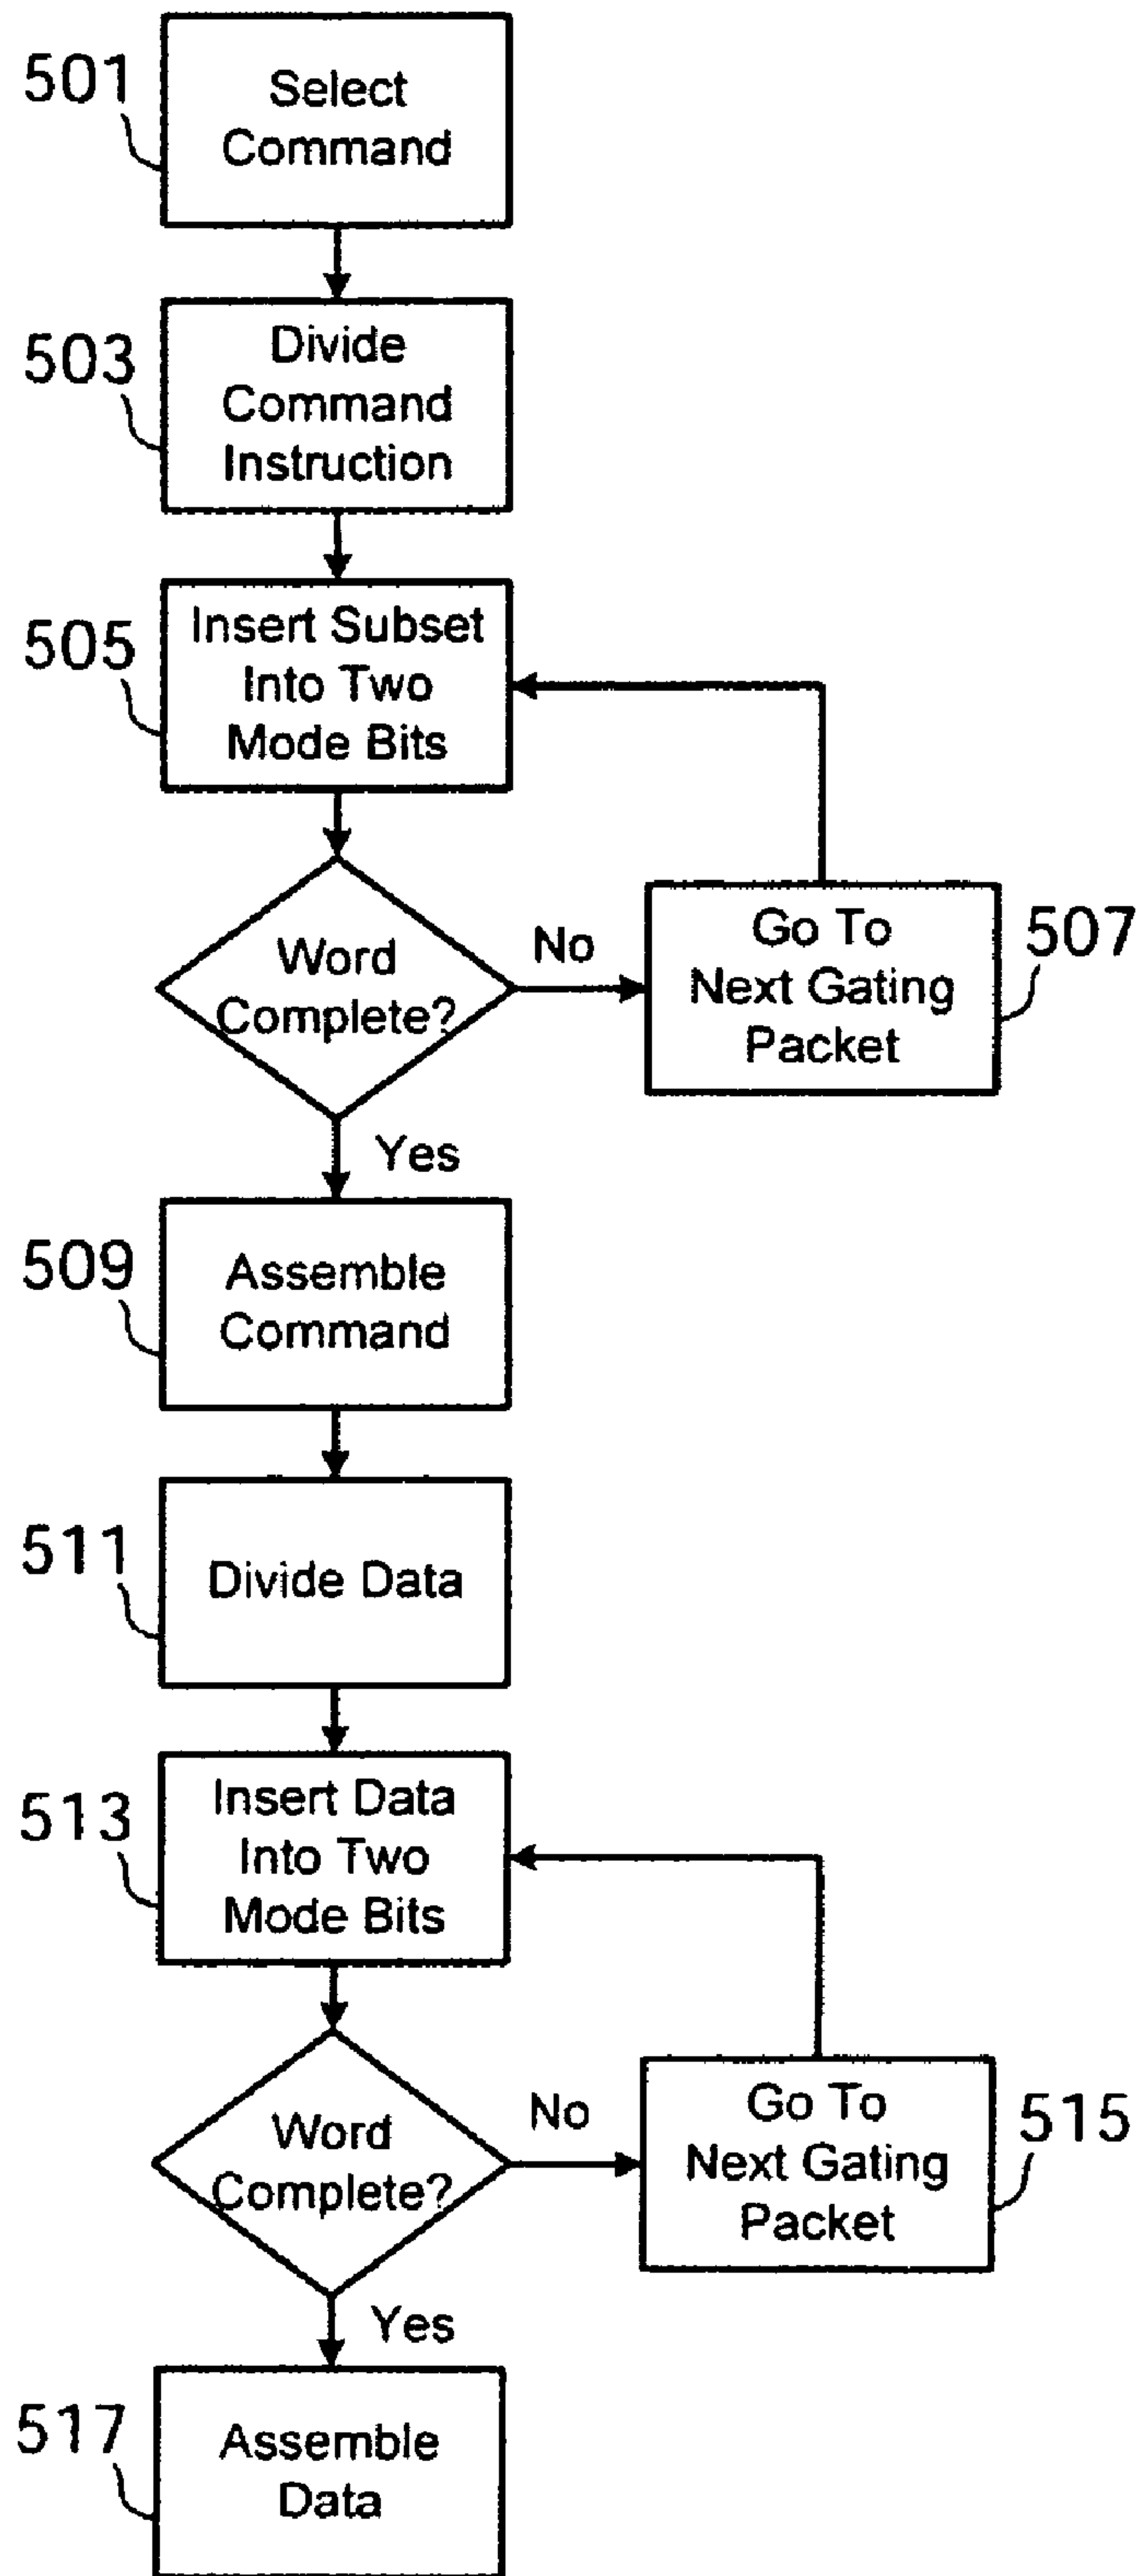 501
Select
Command
503
Divide
Command
Instruction
505
Insert Subset
Into Two
Mode Bits
Word
Complete?
No
Go To
Next Gating
Packet
507
Yes
509
Assemble
Command
511
Divide Data
513
Insert Data
Into Two
Mode Bits
Word
Complete?
No
Go To
Next Gating
Packet
515
Yes
517
Assemble
Data